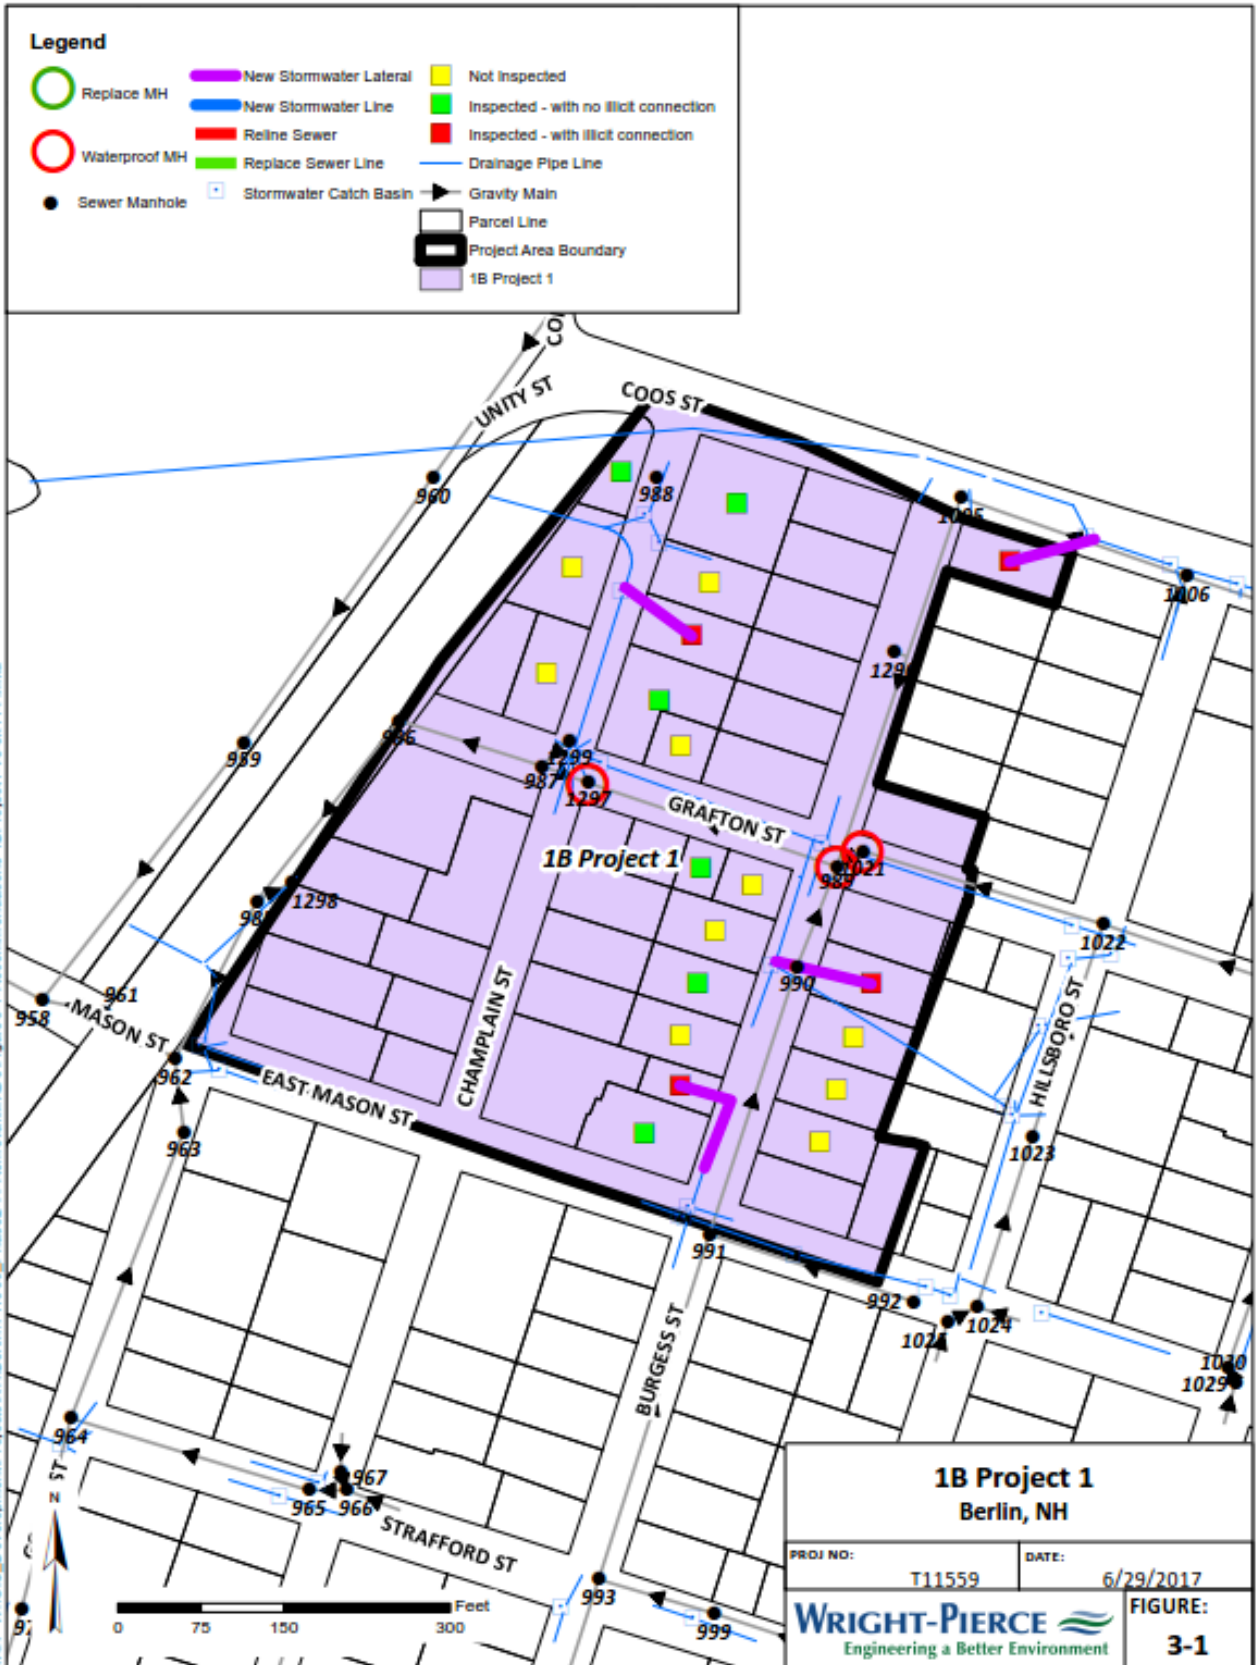 Legend
Replace MH
Waterproof MH
Sewer Manhole
New Stormwater Lateral
New Stormwater Line
Reline Sewer
Replace Sewer Line
Stormwater Catch Basin
Not Inspected
Inspected - with no illicit connection
Inspected - with illicit connection
Drainage Pipe Line
Gravity Main
Parcel Line
Project Area Boundary
1B Project 1
UNITY ST
COOS ST
960
988
1006
959
1299
987
1297
GRAFTON ST
1B Project 1
989
1021
1298
1022
990
961
958
MASON ST
962
CHAMPLAIN ST
EAST MASON ST
HILLSBORO ST
963
1023
991
992
1024
BURGESS ST
1030
1029
964
967
965
966
ST
N
STRAFFORD ST
993
999
Feet
0 75 150 300
1B Project 1
Berlin, NH
PROJ NO:
T11559
DATE:
6/29/2017
WRIGHT-PIERCE
Engineering a Better Environment
FIGURE:
3-1